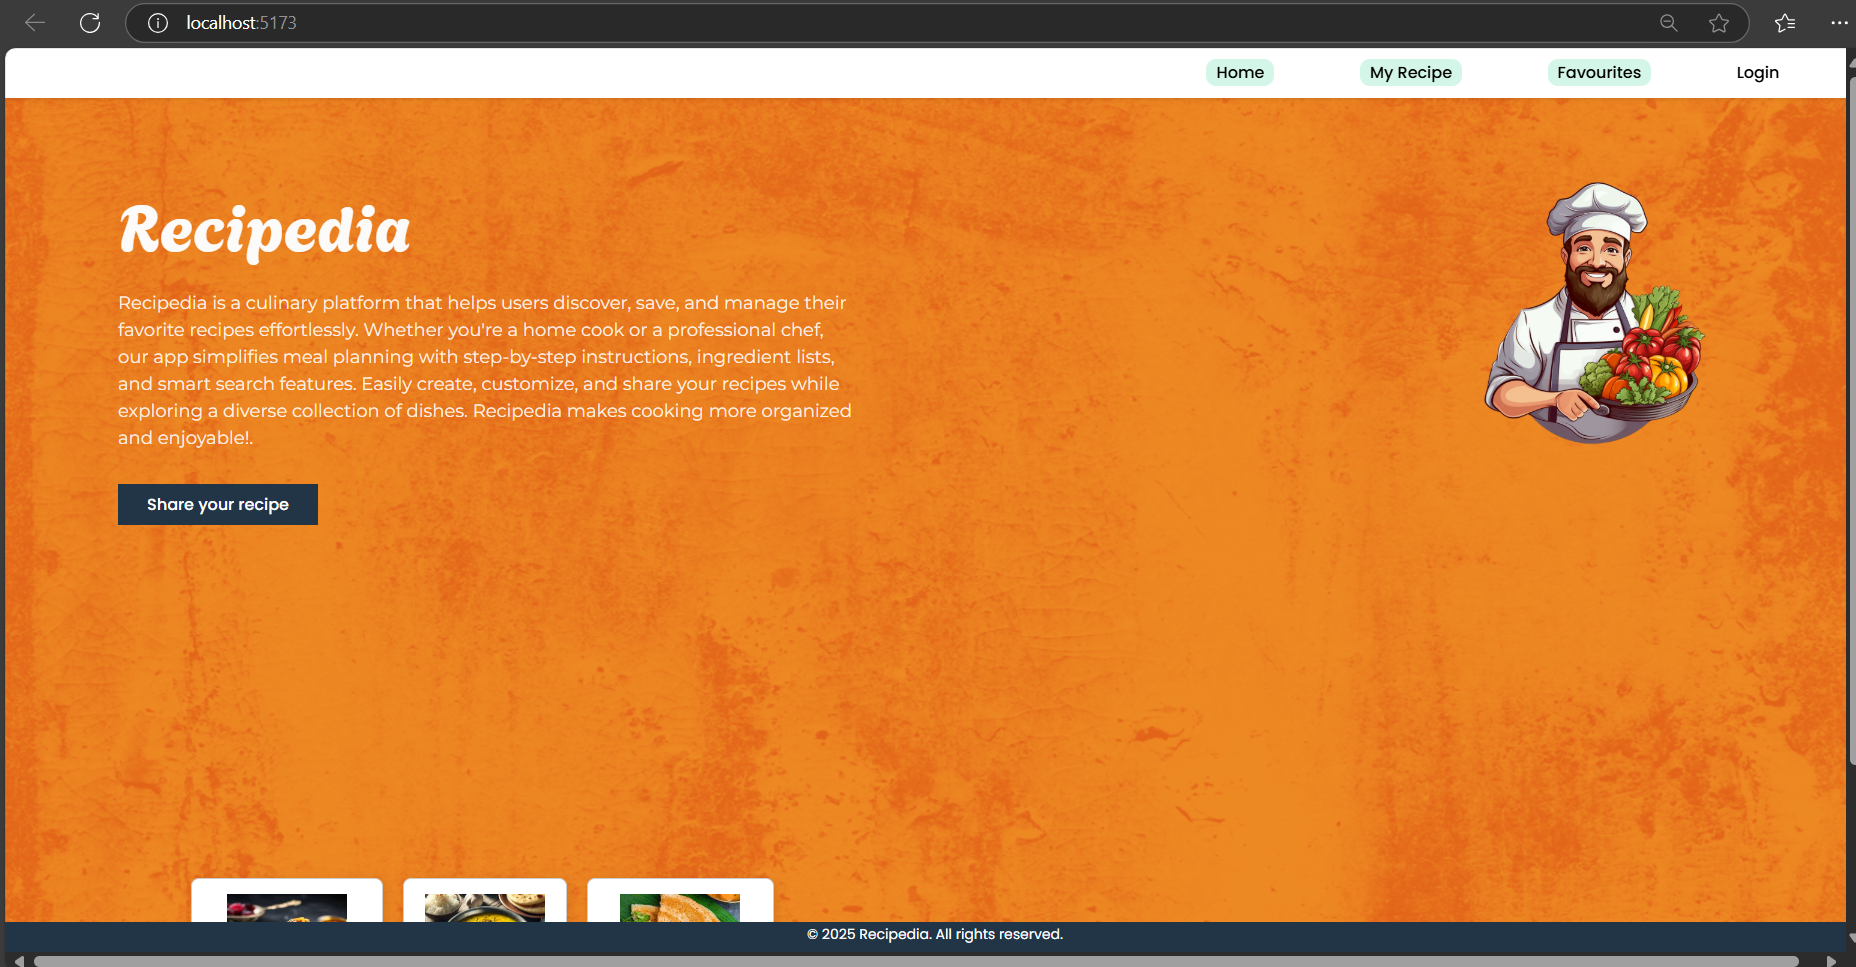 localhost:5173
Home My Recipe Favourites Login
Recipedia
Recipedia is a culinary platform that helps users discover, save, and manage their
favorite recipes effortlessly. Whether you're a home cook or a professional chef,
our app simplifies meal planning with step-by-step instructions, ingredient lists,
and smart search features. Easily create, customize, and share your recipes while
exploring a diverse collection of dishes. Recipedia makes cooking more organized
and enjoyable!.
Share your recipe
© 2025 Recipedia. All rights reserved.